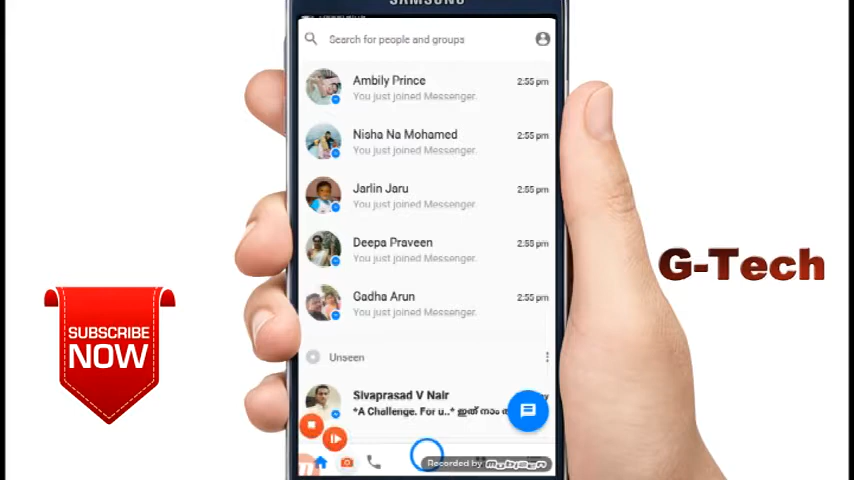 SAMSUNG
Search for people and groups
Ambily Prince
2:55 pm
You just joined Messenger.
Nisha Na Mohamed
2:55 pm
You just joined Messenger.
Jarlin Jaru
2:55 pm
You just joined Messenger.
Deepa Praveen
2:55 pm
You just joined Messenger.
Gadha Arun
2:55 pm
You just joined Messenger.
Unseen
Sivaprasad V Nair
*A Challenge. For u..* ഇത് നാം
Recorded by
MOBIZEN
G-Tech
SUBSCRIBE
NOW